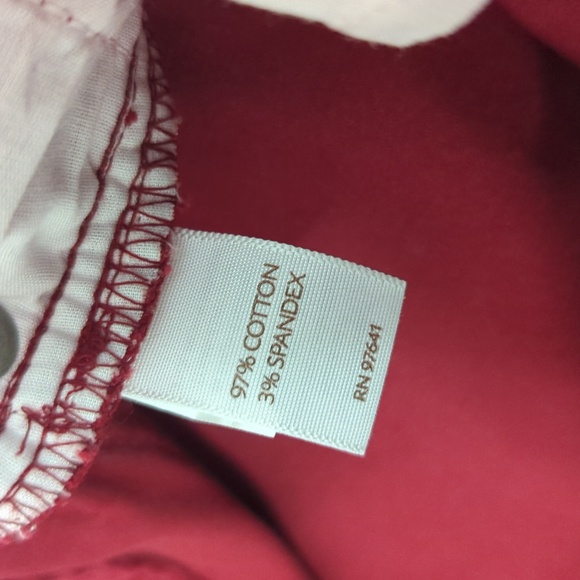 97% COTTON
3% SPANDEX
RN 97641